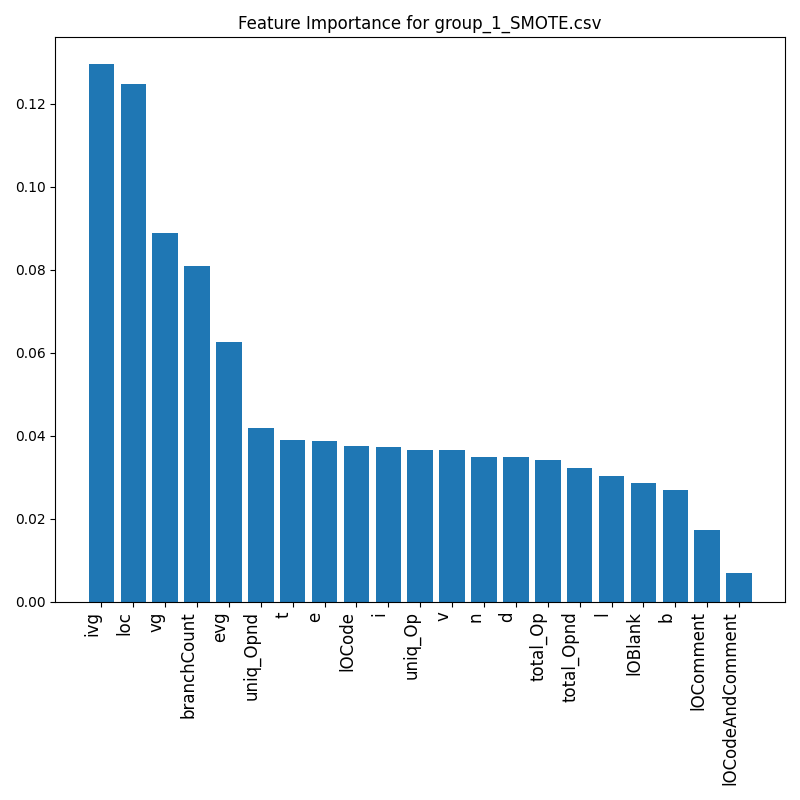 Feature Importance for group_1_SMOTE.csv
0.12
0.10
0.08
0.06
0.04
0.02
0.00
ivg
loc
vg
branchCount
evg
uniq_Opnd
t
e
lOCode
i
uniq_Op
v
n
d
total_Op
total_Opnd
l
lOBlank
b
lOComment
lOCodeAndComment